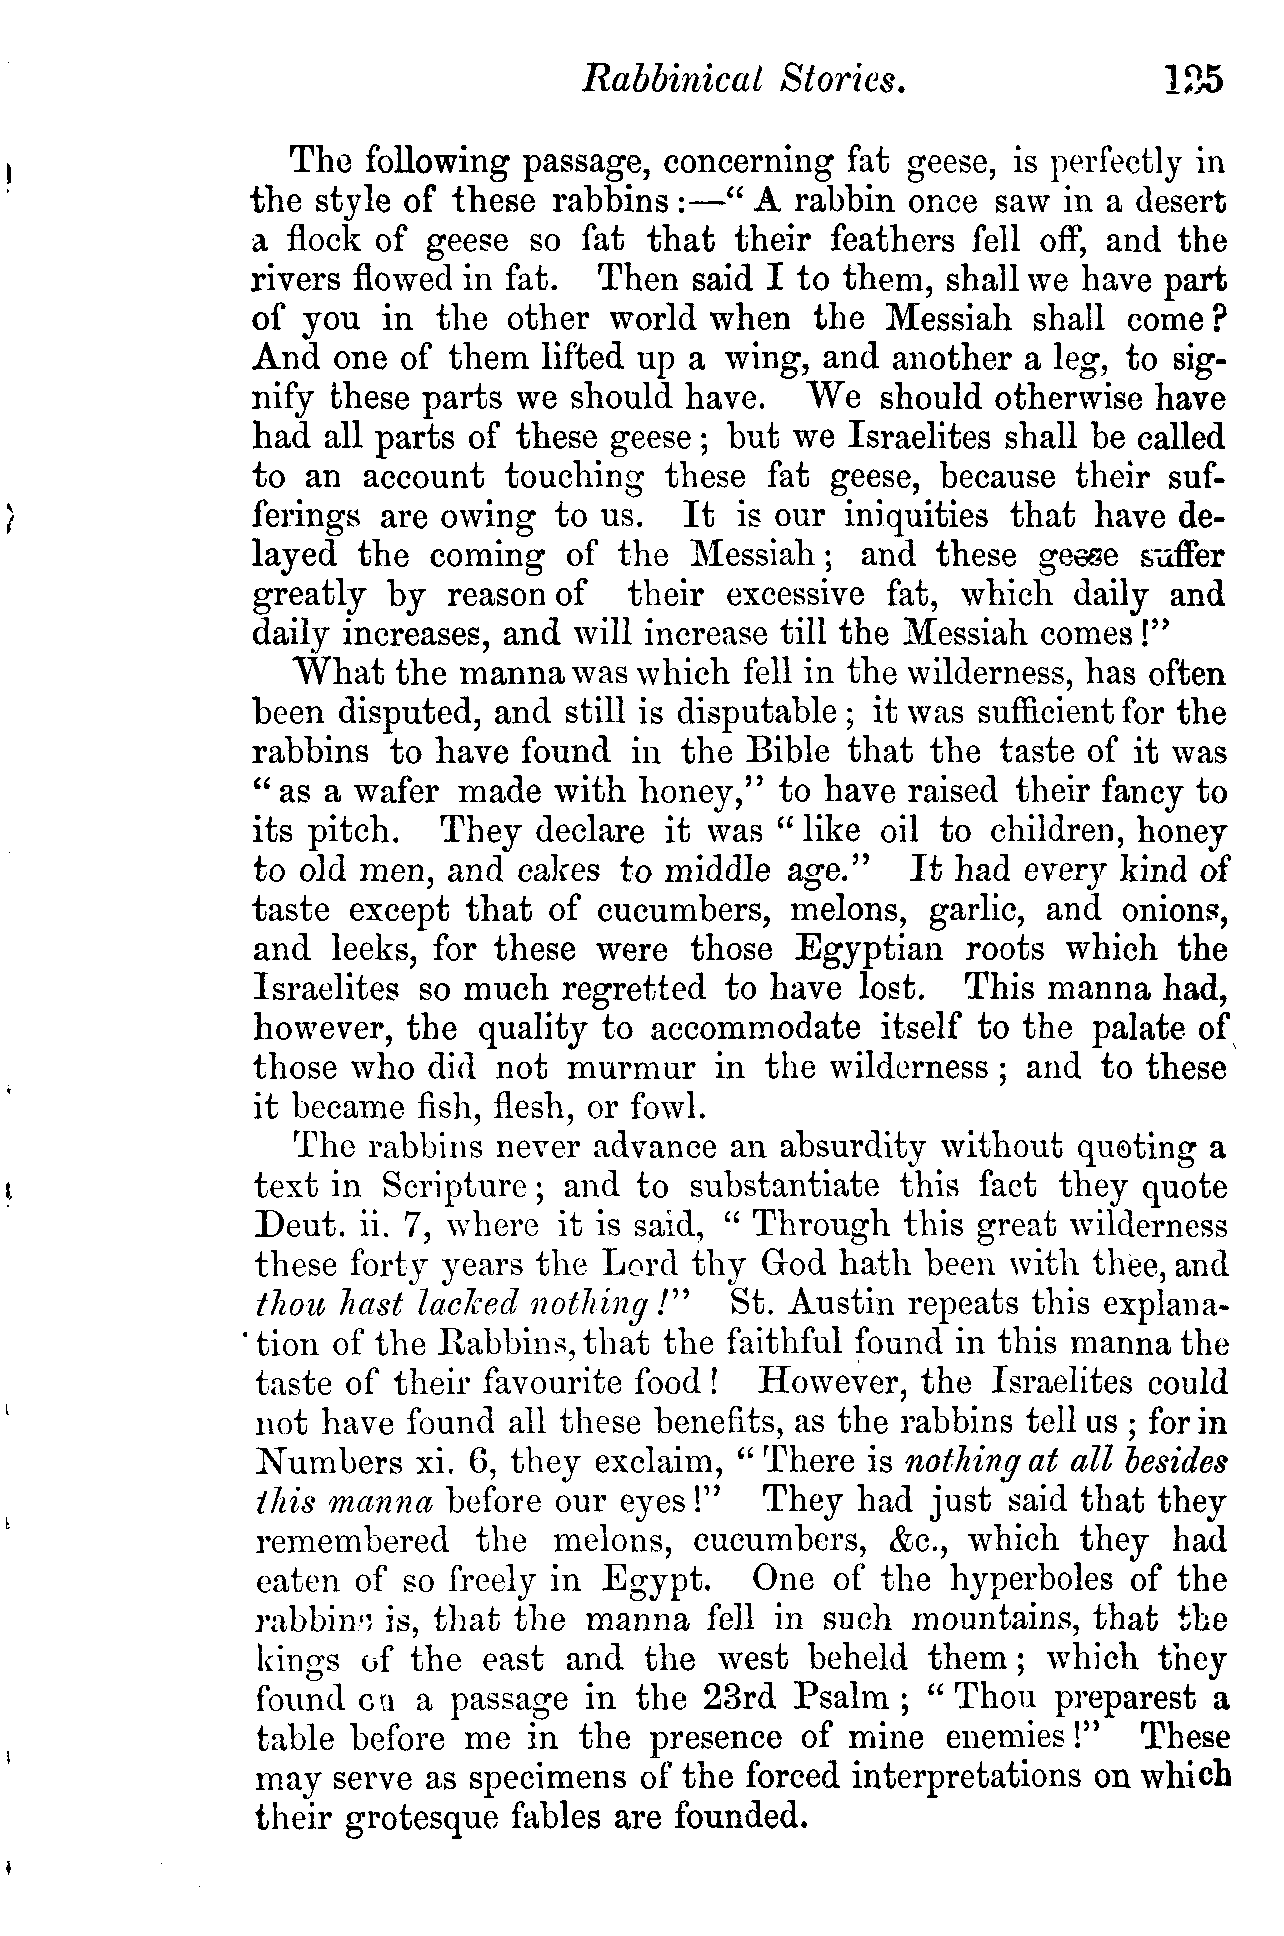 Rabbinical Stories. 125
The following passage, concerning fat geese, is perfectly in
the style of these rabbins :—“ A rabbin once saw in a desert
a flock of geese so fat that their feathers fell off, and the
rivers flowed in fat. Then said I to them, shall we have part
of you in the other world when the Messiah shall come?
And one of them lifted up a wing, and another a leg, to sig-
nify these parts we should have. We should otherwise have
had all parts of these geese ; but we Israelites shall be called
to an account touching these fat geese, because their suf-
ferings are owing to us. It is our iniquities that have de-
layed the coming of the Messiah ; and these geese suffer
greatly by reason of their excessive fat, which daily and
daily increases, and will increase till the Messiah comes !”
What the manna was which fell in the wilderness, has often
been disputed, and still is disputable ; it was sufficient for the
rabbins to have found in the Bible that the taste of it was
“ as a wafer made with honey,” to have raised their fancy to
its pitch. They declare it was “ like oil to children, honey
to old men, and cakes to middle age.” It had every kind of
taste except that of cucumbers, melons, garlic, and onions,
and leeks, for these were those Egyptian roots which the
Israelites so much regretted to have lost. This manna had,
however, the quality to accommodate itself to the palate of
those who did not murmur in the wilderness ; and to these
it became fish, flesh, or fowl.
The rabbins never advance an absurdity without quoting a
text in Scripture ; and to substantiate this fact they quote
Deut. ii. 7, where it is said, “ Through this great wilderness
these forty years the Lord thy God hath been with thee, and
thou hast lacked nothing !” St. Austin repeats this explana-
tion of the Rabbins, that the faithful found in this manna the
taste of their favourite food ! However, the Israelites could
not have found all these benefits, as the rabbins tell us ; for in
Numbers xi. 6, they exclaim, “ There is nothing at all besides
this manna before our eyes !” They had just said that they
remembered the melons, cucumbers, &c., which they had
eaten of so freely in Egypt. One of the hyperboles of the
rabbins is, that the manna fell in such mountains, that the
kings of the east and the west beheld them ; which they
found on a passage in the 23rd Psalm ; “ Thou preparest a
table before me in the presence of mine enemies !” These
may serve as specimens of the forced interpretations on which
their grotesque fables are founded.